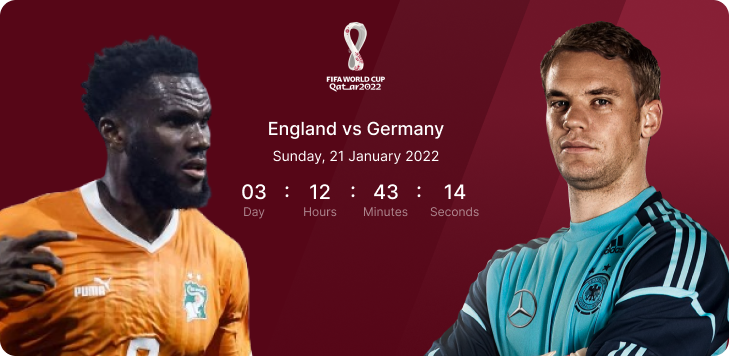 FIFA WORLD CUP
Qatar2022
England vs Germany
Sunday, 21 January 2022
03 : 12 : 43 : 14
Day Hours Minutes Seconds
PUMA
adidas